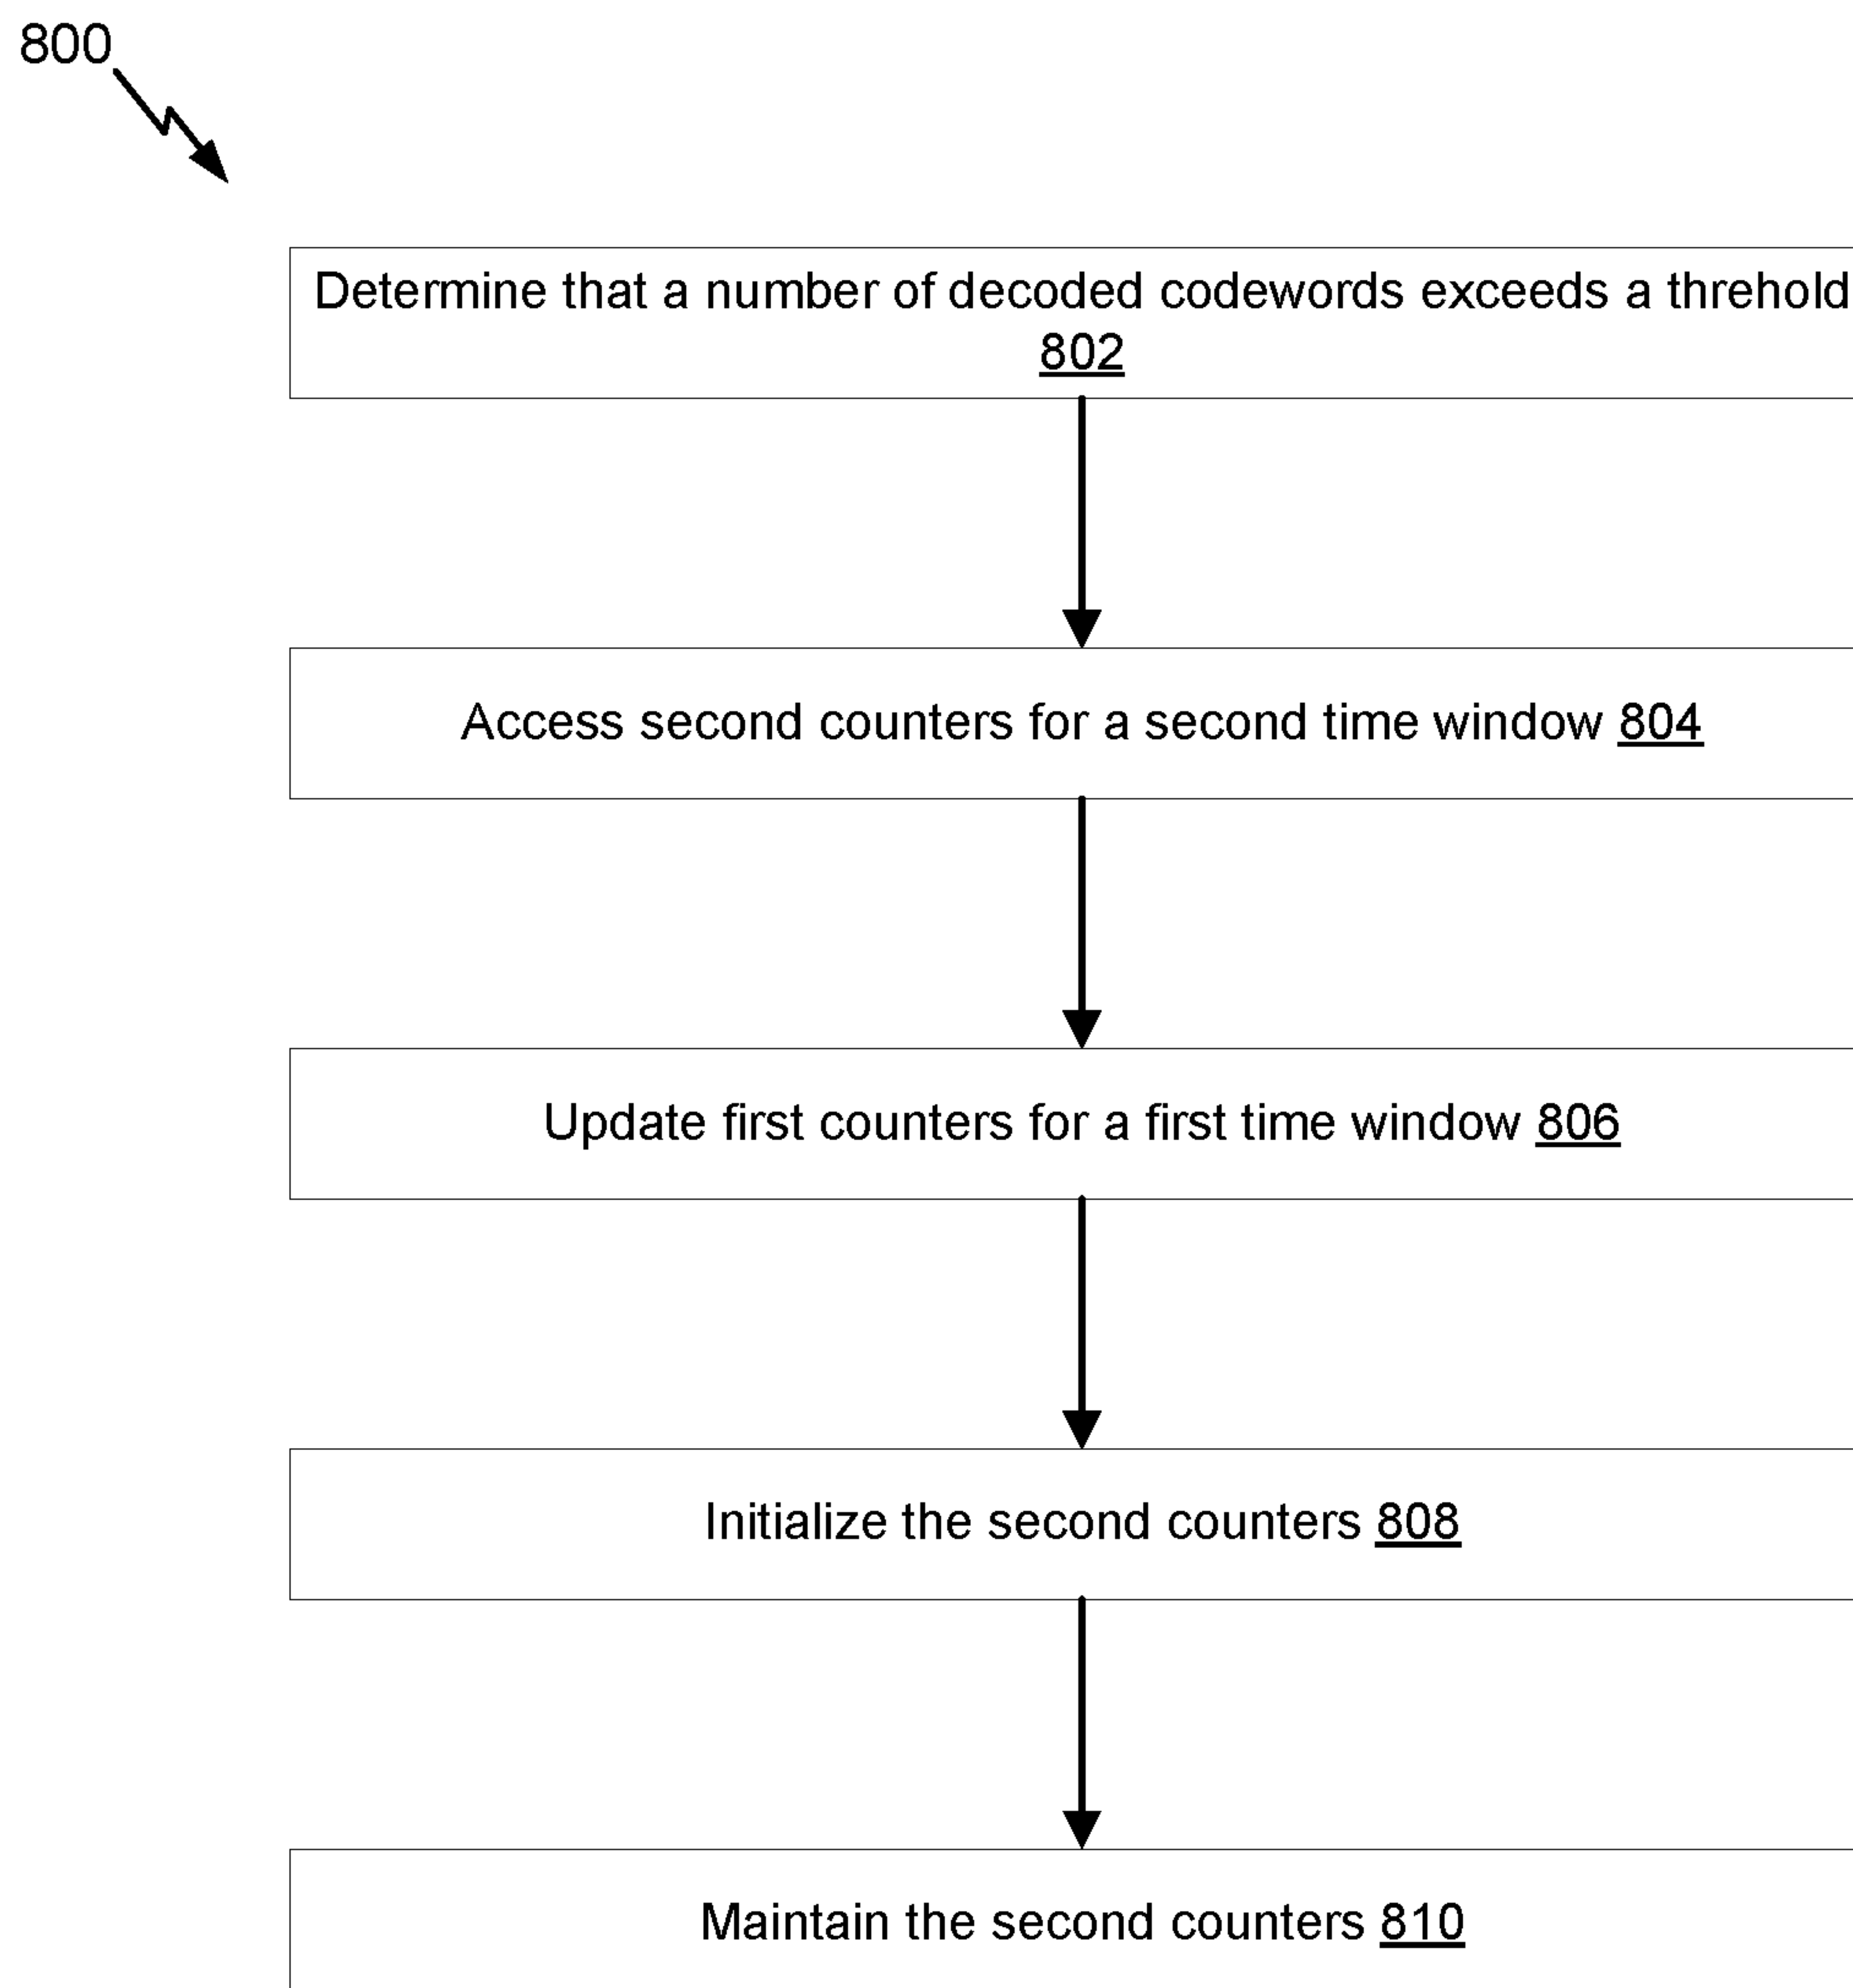 800
Determine that a number of decoded codewords exceeds a threhold
802
Access second counters for a second time window 804
Update first counters for a first time window 806
Initialize the second counters 808
Maintain the second counters 810